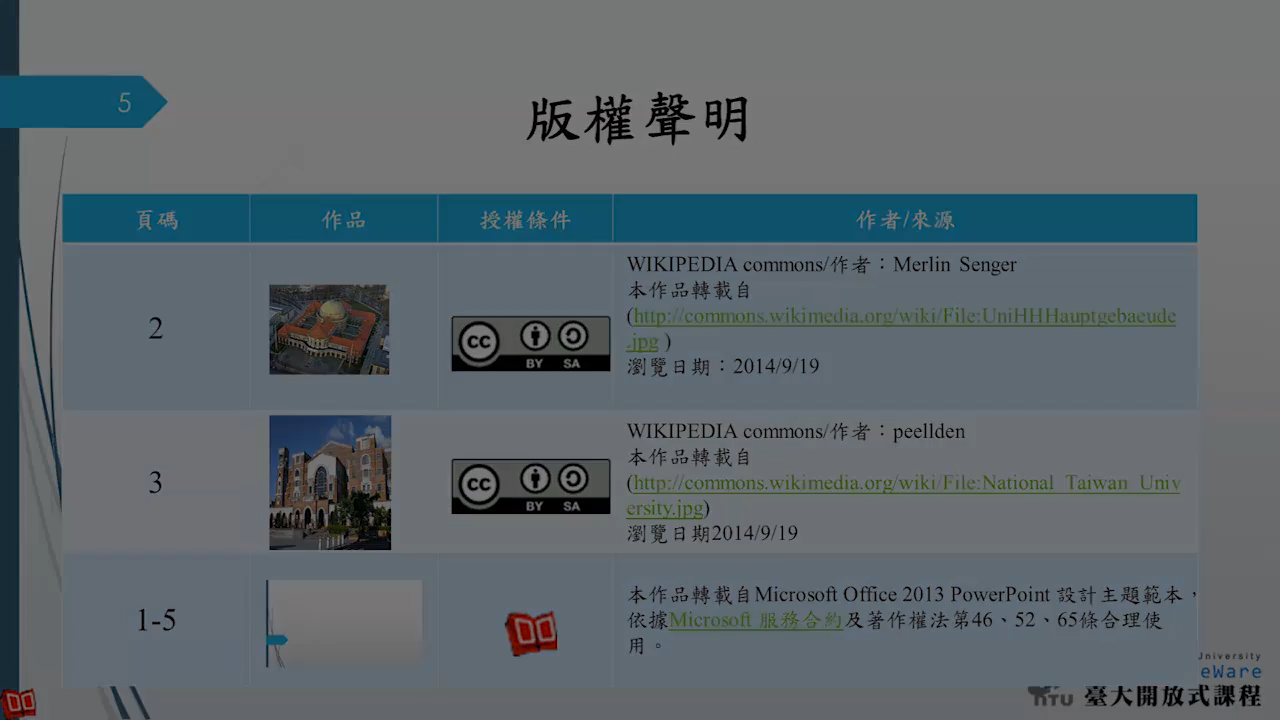 5
版權聲明
頁碼 作品 授權條件 作者/來源
2
CC BY SA
WIKIPEDIA commons/作者：Merlin Senger
本作品轉載自
(http://commons.wikimedia.org/wiki/File:UniHHHauptgebaeude
.jpg )
瀏覽日期：2014/9/19
3
CC BY SA
WIKIPEDIA commons/作者：peellden
本作品轉載自
(http://commons.wikimedia.org/wiki/File:National_Taiwan_Univ
ersity.jpg)
瀏覽日期2014/9/19
1-5
本作品轉載自Microsoft Office 2013 PowerPoint 設計主題範本，
依據Microsoft 服務合約及著作權法第46、52、65條合理使
用。
University
eWare
NTU 臺大開放式課程